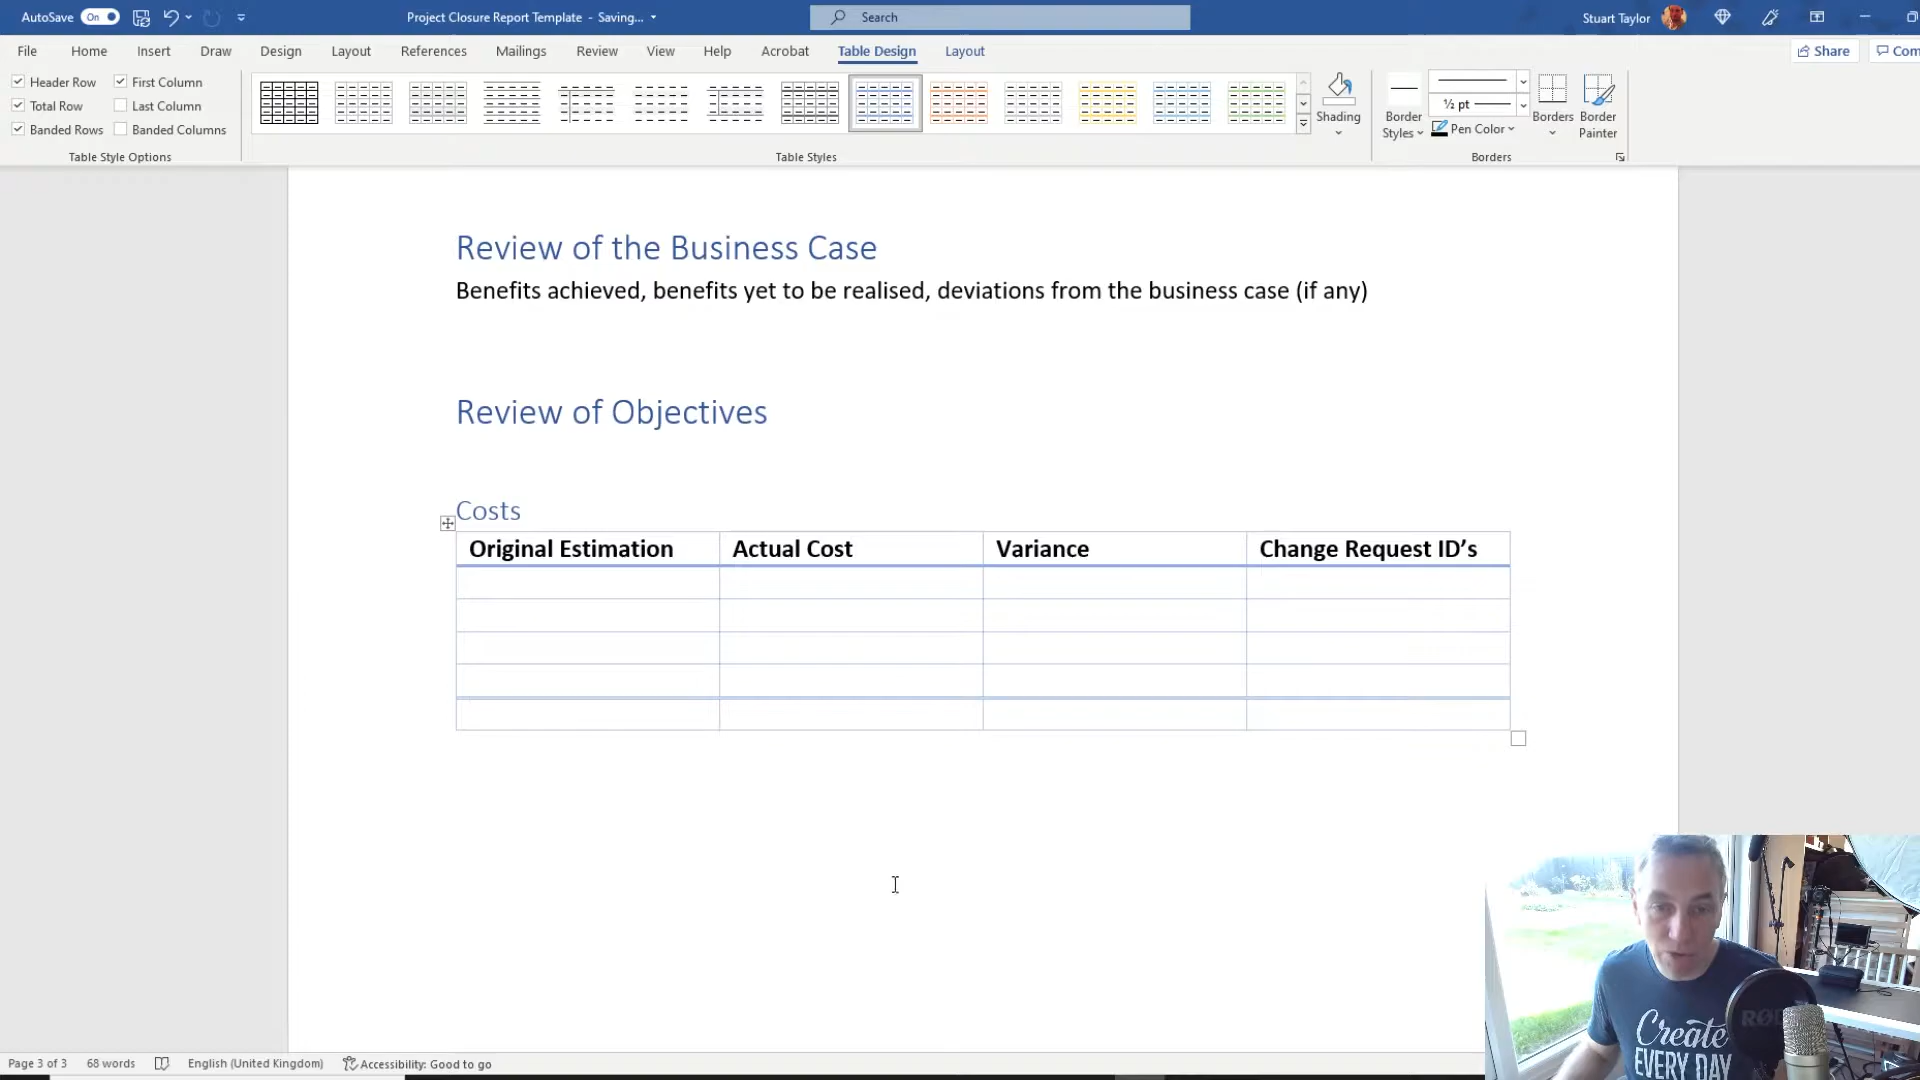 AutoSave On Project Closure Report Template - Saving... Search Stuart Taylor
File Home Insert Draw Design Layout References Mailings Review View Help Acrobat Table Design Layout Share Com
Header Row First Column
Total Row Last Column
Banded Rows Banded Columns
Table Style Options
Table Styles
Shading
Border Styles
½ pt
Pen Color
Borders
Border Painter
Borders
Review of the Business Case
Benefits achieved, benefits yet to be realised, deviations from the business case (if any)
Review of Objectives
Costs
Original Estimation Actual Cost Variance Change Request ID’s
Create
EVERY DAY
RØD
Page 3 of 3 68 words English (United Kingdom) Accessibility: Good to go